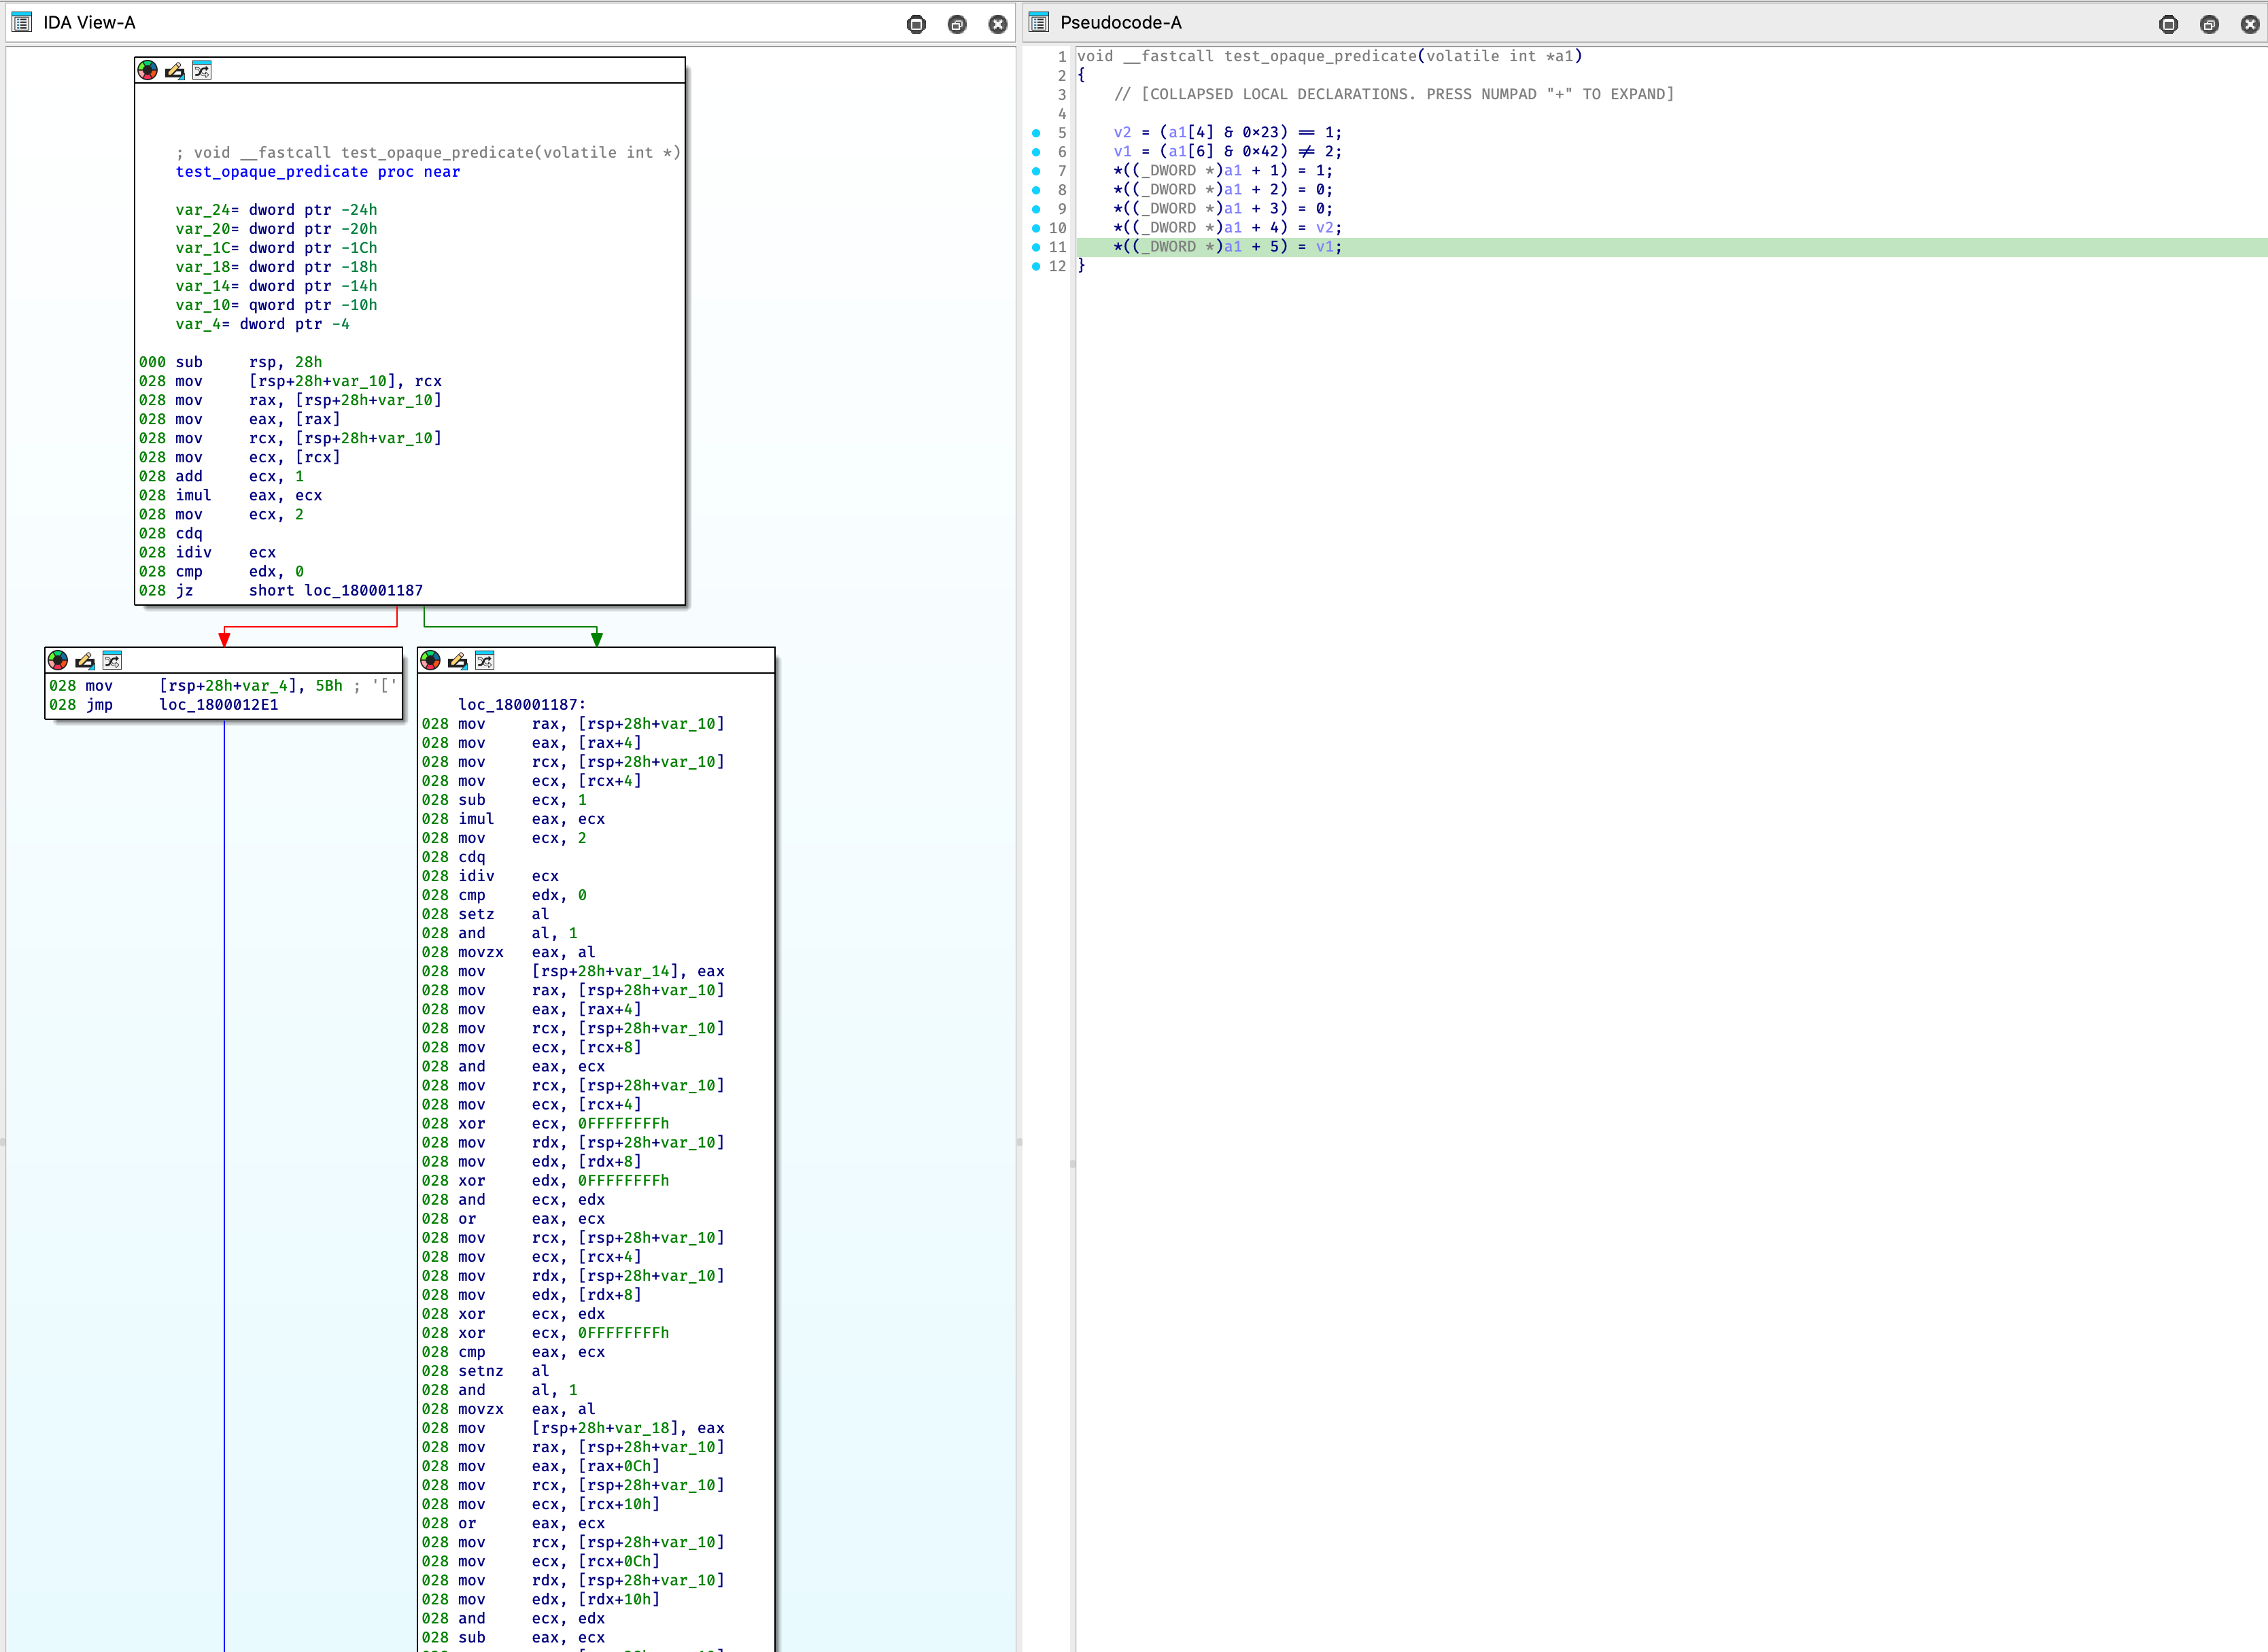 IDA View-A
; void __fastcall test_opaque_predicate(volatile int *)
test_opaque_predicate proc near
var_24= dword ptr -24h
var_20= dword ptr -20h
var_1C= dword ptr -1Ch
var_18= dword ptr -18h
var_14= dword ptr -14h
var_10= qword ptr -10h
var_4= dword ptr -4
000 sub rsp, 28h
028 mov [rsp+28h+var_10], rcx
028 mov rax, [rsp+28h+var_10]
028 mov eax, [rax]
028 mov rcx, [rsp+28h+var_10]
028 mov ecx, [rcx]
028 add ecx, 1
028 imul eax, ecx
028 mov ecx, 2
028 cdq
028 idiv ecx
028 cmp edx, 0
028 jz short loc_180001187
028 mov [rsp+28h+var_4], 5Bh ; '['
028 jmp loc_1800012E1
loc_180001187:
028 mov rax, [rsp+28h+var_10]
028 mov eax, [rax+4]
028 mov rcx, [rsp+28h+var_10]
028 mov ecx, [rcx+4]
028 sub ecx, 1
028 imul eax, ecx
028 mov ecx, 2
028 cdq
028 idiv ecx
028 cmp edx, 0
028 setz al
028 and al, 1
028 movzx eax, al
028 mov [rsp+28h+var_14], eax
028 mov rax, [rsp+28h+var_10]
028 mov eax, [rax+4]
028 mov rcx, [rsp+28h+var_10]
028 mov ecx, [rcx+8]
028 and eax, ecx
028 mov rcx, [rsp+28h+var_10]
028 mov ecx, [rcx+4]
028 xor ecx, 0FFFFFFFFh
028 mov rdx, [rsp+28h+var_10]
028 mov edx, [rdx+8]
028 xor edx, 0FFFFFFFFh
028 and ecx, edx
028 or eax, ecx
028 mov rcx, [rsp+28h+var_10]
028 mov ecx, [rcx+4]
028 mov rdx, [rsp+28h+var_10]
028 mov edx, [rdx+8]
028 xor ecx, edx
028 xor ecx, 0FFFFFFFFh
028 cmp eax, ecx
028 setnz al
028 and al, 1
028 movzx eax, al
028 mov [rsp+28h+var_18], eax
028 mov rax, [rsp+28h+var_10]
028 mov eax, [rax+0Ch]
028 mov rcx, [rsp+28h+var_10]
028 mov ecx, [rcx+10h]
028 or eax, ecx
028 mov rcx, [rsp+28h+var_10]
028 mov ecx, [rcx+0Ch]
028 mov rdx, [rsp+28h+var_10]
028 mov edx, [rdx+10h]
028 and ecx, edx
028 sub eax, ecx
Pseudocode-A
1 void __fastcall test_opaque_predicate(volatile int *a1)
2 {
3 // [COLLAPSED LOCAL DECLARATIONS. PRESS NUMPAD "+" TO EXPAND]
4
5 v2 = (a1[4] & 0×23) == 1;
6 v1 = (a1[6] & 0×42) ≠ 2;
7 *((_DWORD *)a1 + 1) = 1;
8 *((_DWORD *)a1 + 2) = 0;
9 *((_DWORD *)a1 + 3) = 0;
10 *((_DWORD *)a1 + 4) = v2;
11 *((_DWORD *)a1 + 5) = v1;
12 }